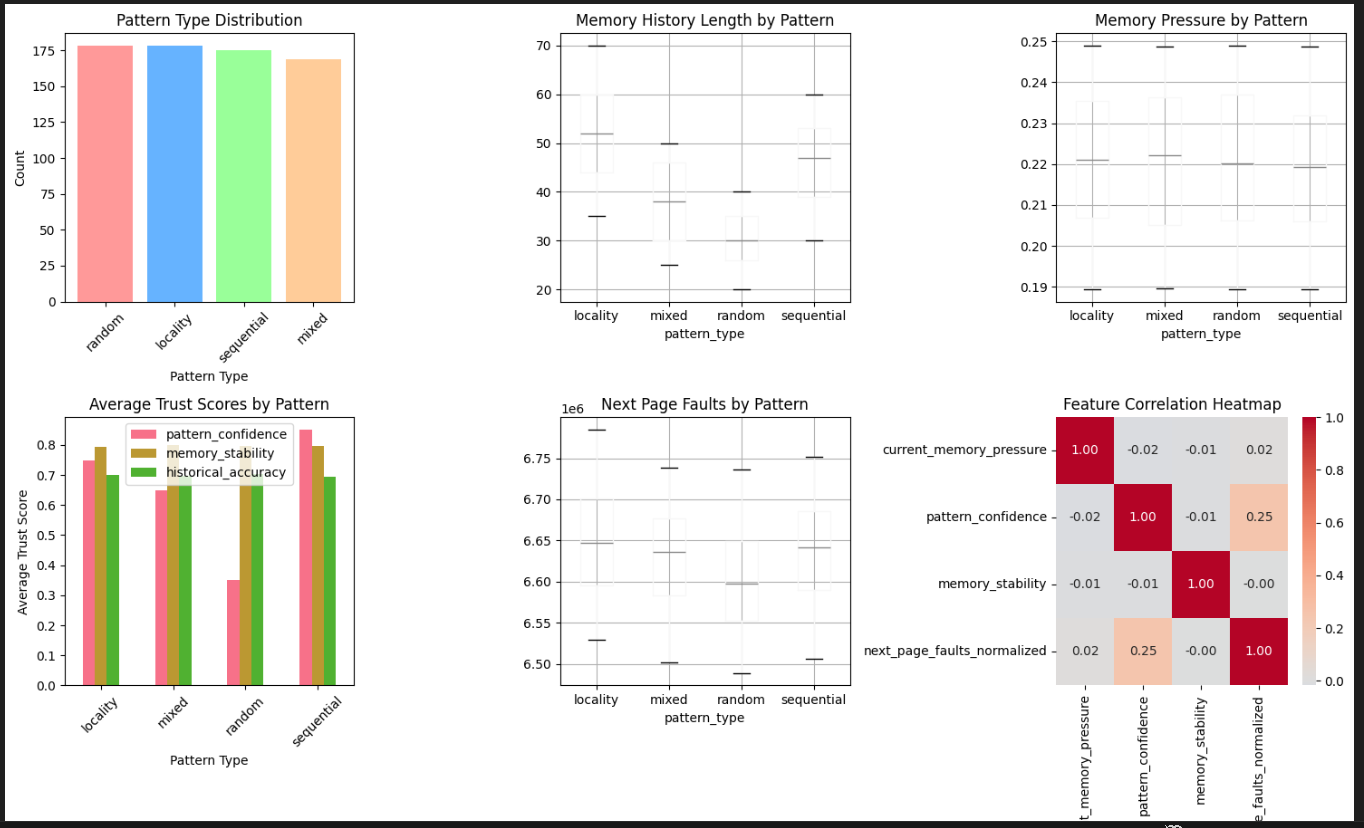 Pattern Type Distribution
175
150
125
100
75
50
25
0
Count
random
locality
sequential
mixed
Pattern Type
Memory History Length by Pattern
70
60
50
40
30
20
locality mixed random sequential
pattern_type
Memory Pressure by Pattern
0.25
0.24
0.23
0.22
0.21
0.20
0.19
locality mixed random sequential
pattern_type
Average Trust Scores by Pattern
pattern_confidence
memory_stability
historical_accuracy
0.8
0.7
0.6
0.5
0.4
0.3
0.2
0.1
0.0
Average Trust Score
locality
mixed
random
sequential
Pattern Type
Next Page Faults by Pattern
1e6
6.75
6.70
6.65
6.60
6.55
6.50
locality mixed random sequential
pattern_type
Feature Correlation Heatmap
current_memory_pressure 1.00 -0.02 -0.01 0.02
pattern_confidence -0.02 1.00 -0.01 0.25
memory_stability -0.01 -0.01 1.00 -0.00
next_page_faults_normalized 0.02 0.25 -0.00 1.00
t_memory_pressure
pattern_confidence
memory_stability
e_faults_normalized
1.0
0.8
0.6
0.4
0.2
0.0